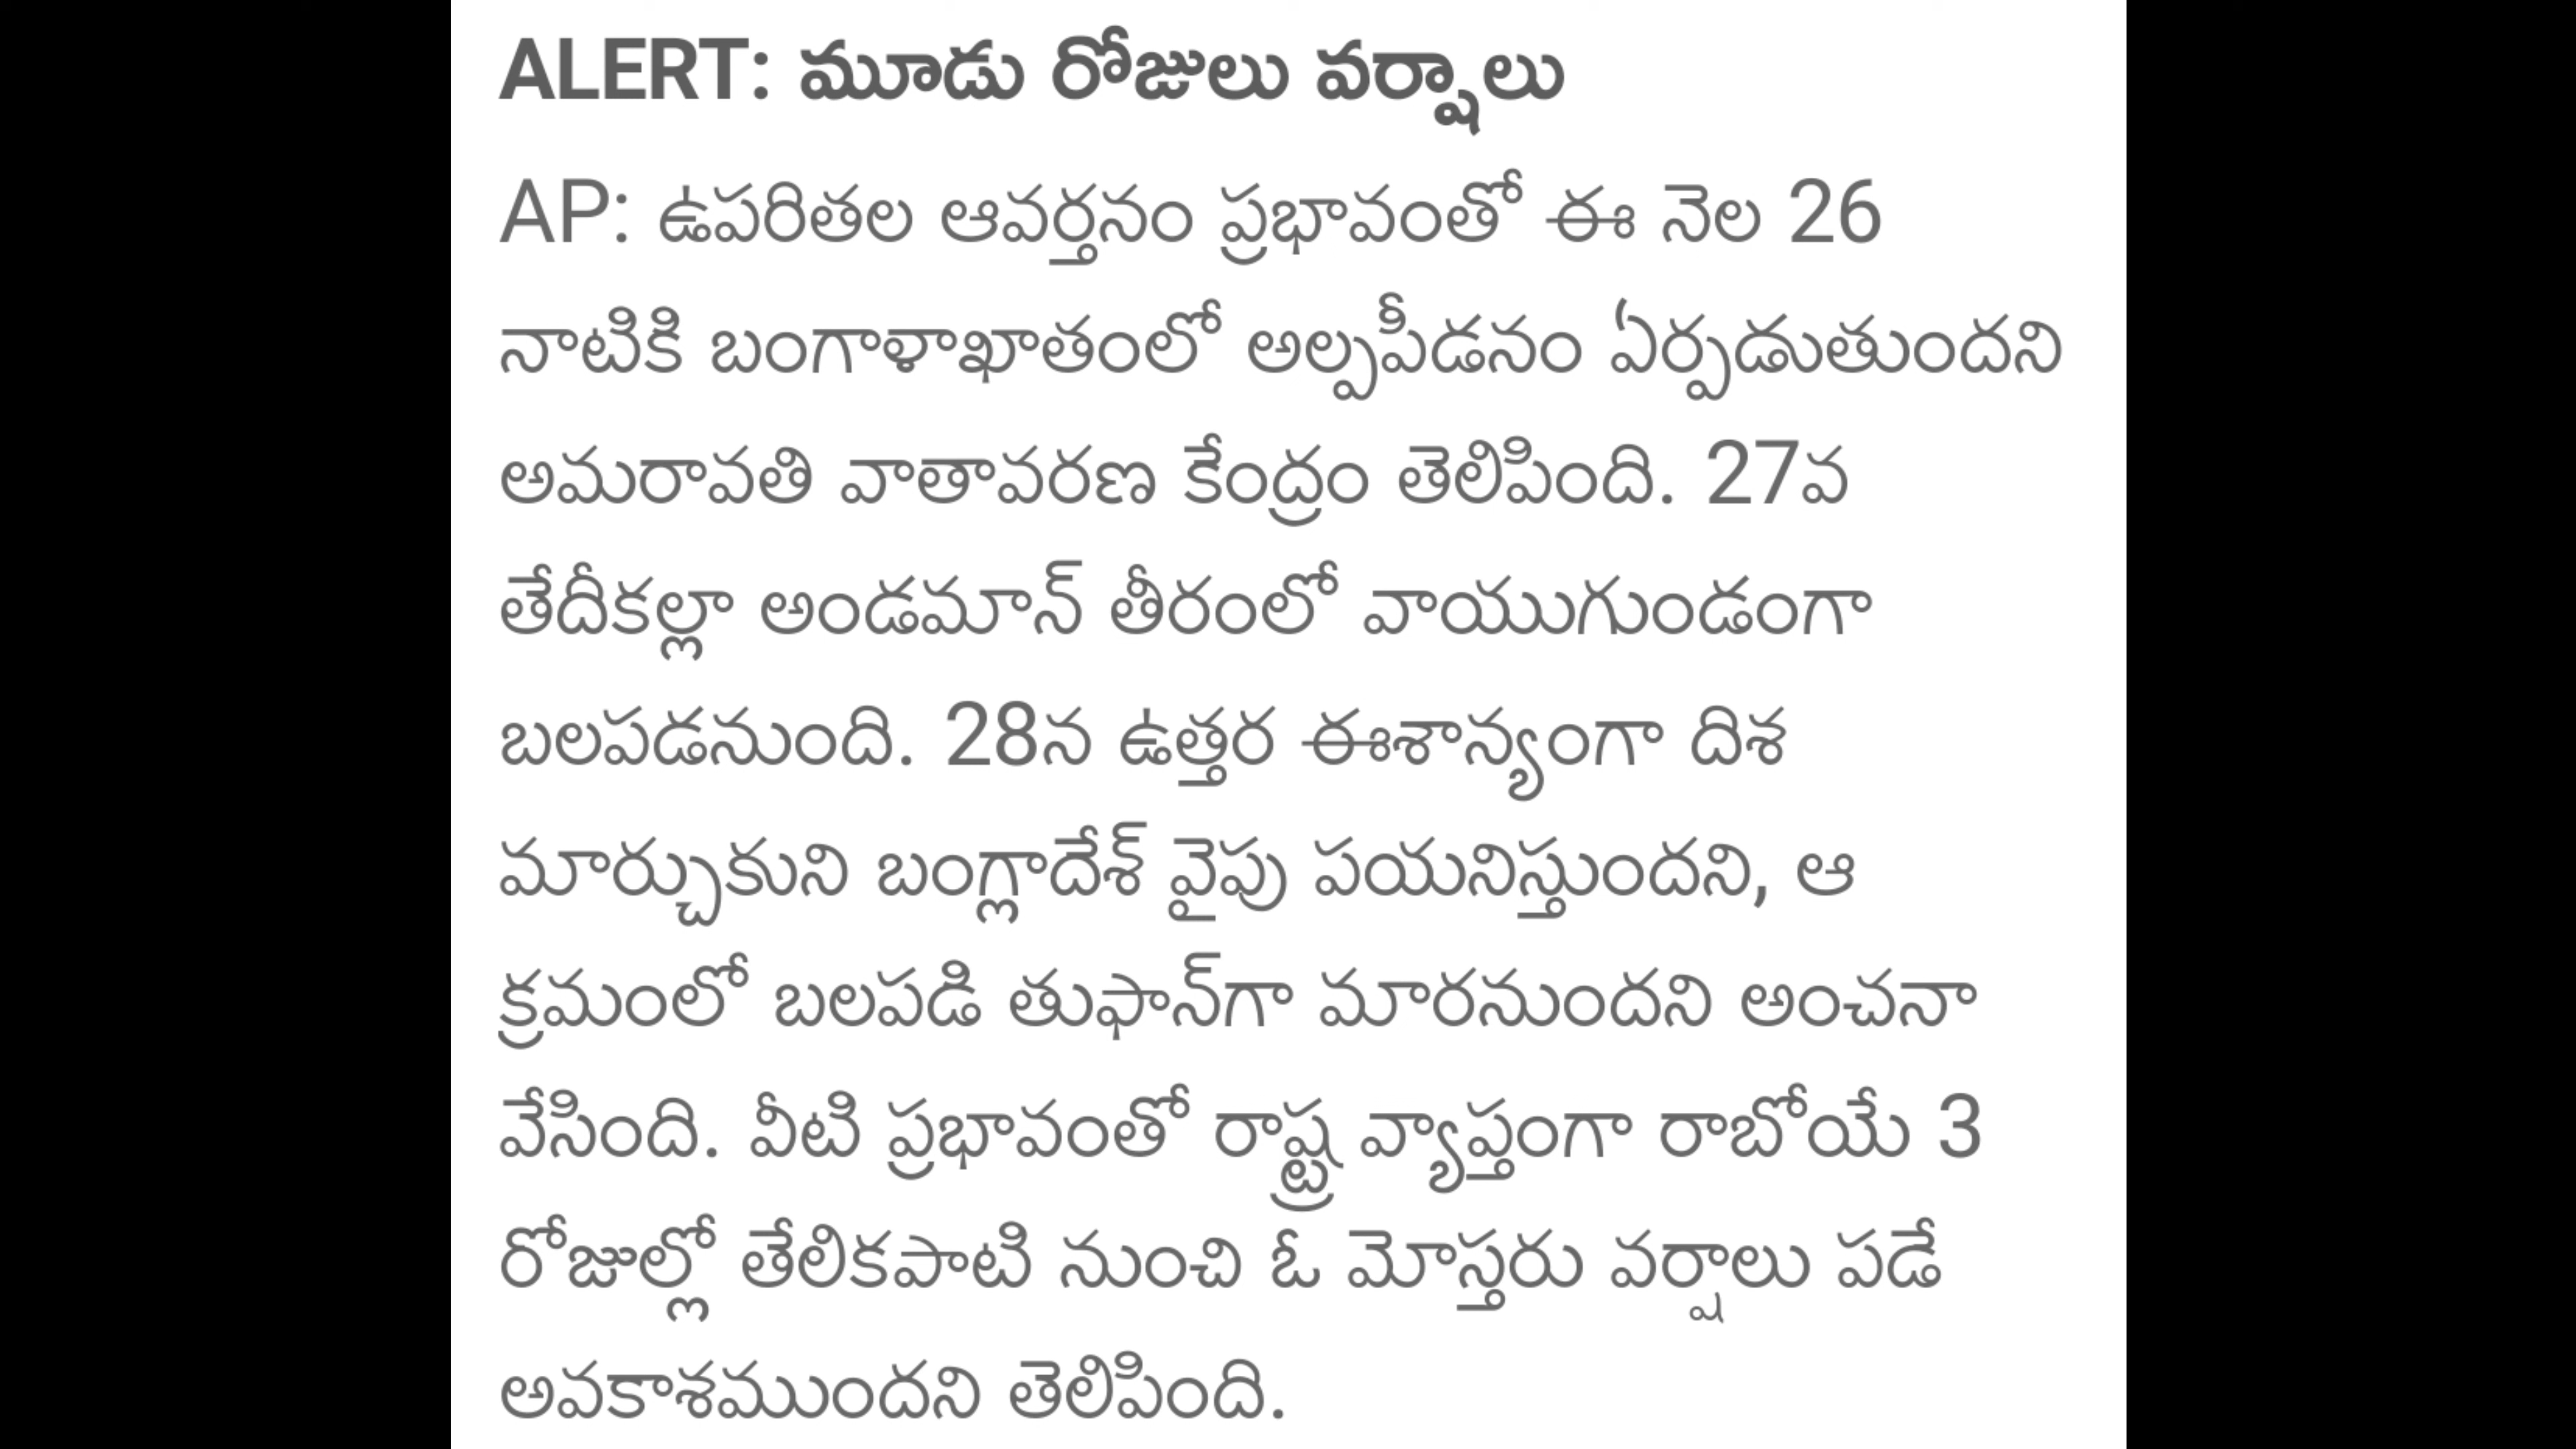 ALERT: మూడు రోజులు వర్షాలు
AP: ఉపరితల ఆవర్తనం ప్రభావంతో ఈ నెల 26
నాటికి బంగాళాఖాతంలో అల్పపీడనం ఏర్పడుతుందని
అమరావతి వాతావరణ కేంద్రం తెలిపింది. 27వ
తేదీకల్లా అండమాన్ తీరంలో వాయుగుండంగా
బలపడనుంది. 28న ఉత్తర ఈశాన్యంగా దిశ
మార్చుకుని బంగ్లాదేశ్ వైపు పయనిస్తుందని, ఆ
క్రమంలో బలపడి తుఫాన్‌గా మారనుందని అంచనా
వేసింది. వీటి ప్రభావంతో రాష్ట్ర వ్యాప్తంగా రాబోయే 3
రోజుల్లో తేలికపాటి నుంచి ఓ మోస్తరు వర్షాలు పడే
అవకాశముందని తెలిపింది.